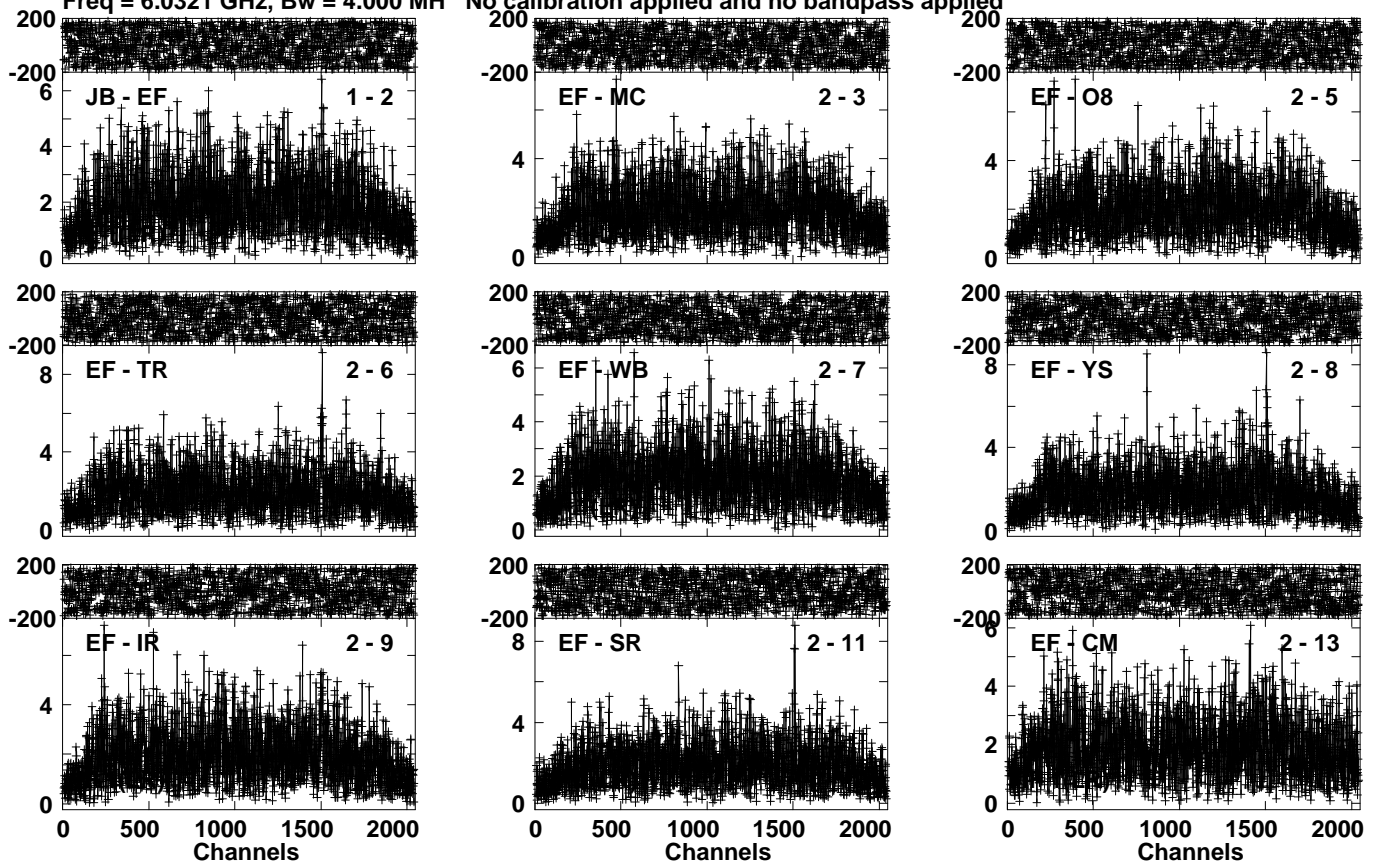 Freq = 6.0321 GHz, Bw = 4.000 MH No calibration applied and no bandpass applied
200 200 200
-200 -200 -200
JB - EF 1 - 2 EF - MC 2 - 3 EF - O8 2 - 5
6
4 4 4
2
0 0 0
200 200 200
-200 -200 -200
EF - TR 2 - 6 EF - WB 2 - 7 EF - YS 2 - 8
8 6 8
4 4 4
2
0 0 0
200 200 200
-200 -200 -200
EF - IR 2 - 9 EF - SR 2 - 11 EF - CM 2 - 13
8 6
4 4 4
2
0 0 0
0 500 1000 1500 2000 0 500 1000 1500 2000 0 500 1000 1500 2000
Channels Channels Channels